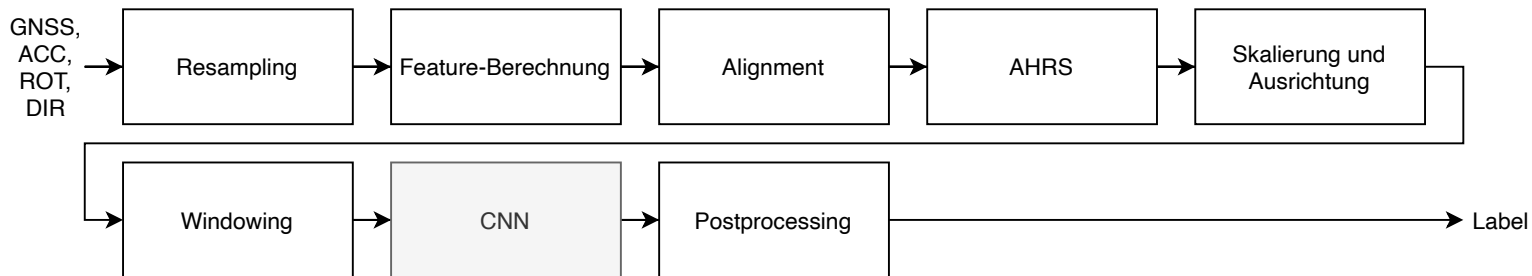 GNSS,
ACC,
ROT,
DIR
Resampling
Feature-Berechnung
Alignment
AHRS
Skalierung und
Ausrichtung
Windowing
CNN
Postprocessing
Label